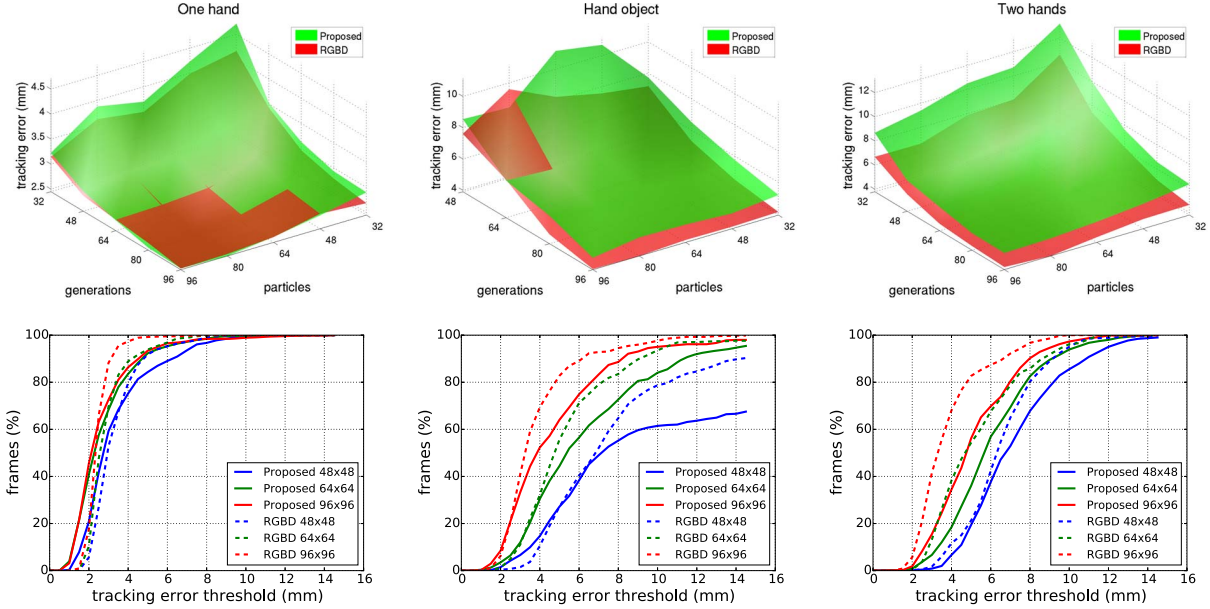 One hand
Proposed
RGBD
tracking error (mm)
4.5
4
3.5
3
2.5
32
48
64
80
96
96
80
64
48
32
generations
particles
Hand object
Proposed
RGBD
tracking error (mm)
10
8
6
4
48
64
80
96
96
80
64
48
32
generations
particles
Two hands
Proposed
RGBD
tracking error (mm)
12
10
8
6
4
32
48
64
80
96
96
80
64
48
32
generations
particles
frames (%)
100
80
60
40
20
0
0 2 4 6 8 10 12 14 16
tracking error threshold (mm)
Proposed 48x48
Proposed 64x64
Proposed 96x96
RGBD 48x48
RGBD 64x64
RGBD 96x96
frames (%)
100
80
60
40
20
0
0 2 4 6 8 10 12 14 16
tracking error threshold (mm)
Proposed 48x48
Proposed 64x64
Proposed 96x96
RGBD 48x48
RGBD 64x64
RGBD 96x96
frames (%)
100
80
60
40
20
0
0 2 4 6 8 10 12 14 16
tracking error threshold (mm)
Proposed 48x48
Proposed 64x64
Proposed 96x96
RGBD 48x48
RGBD 64x64
RGBD 96x96